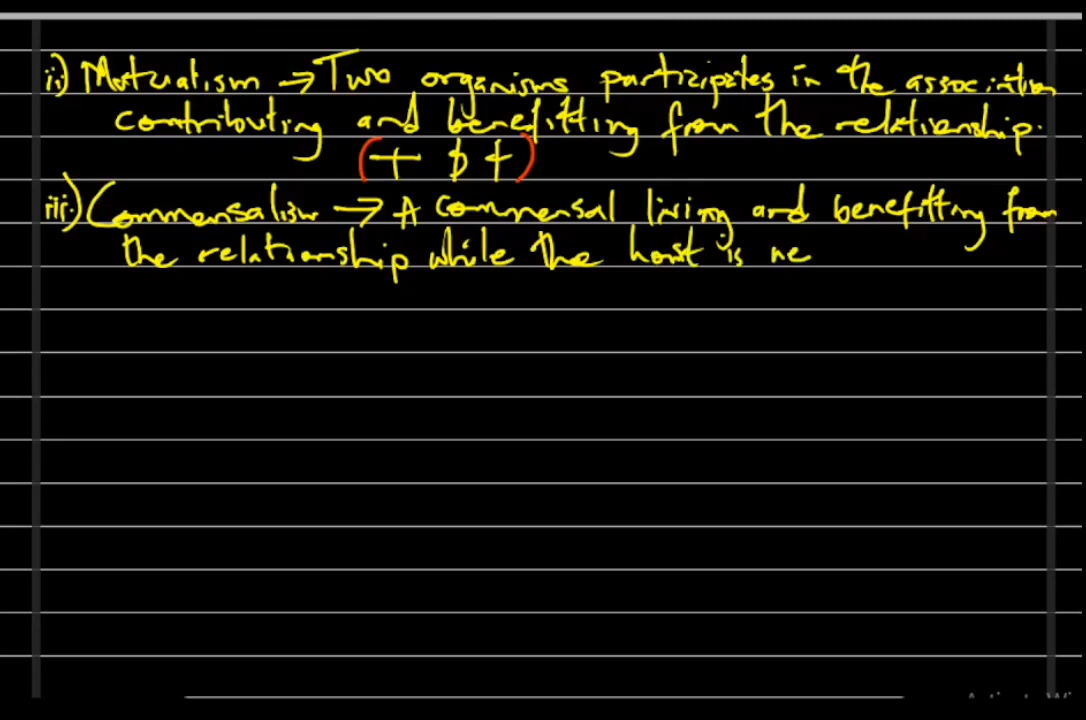 ii) Mutualism → Two organisms participates in the association
contributing and benefitting from the relationship.
(+ & +)
iii.) Commensalism → A commensal living and benefitting from
the relationship while the host is ne